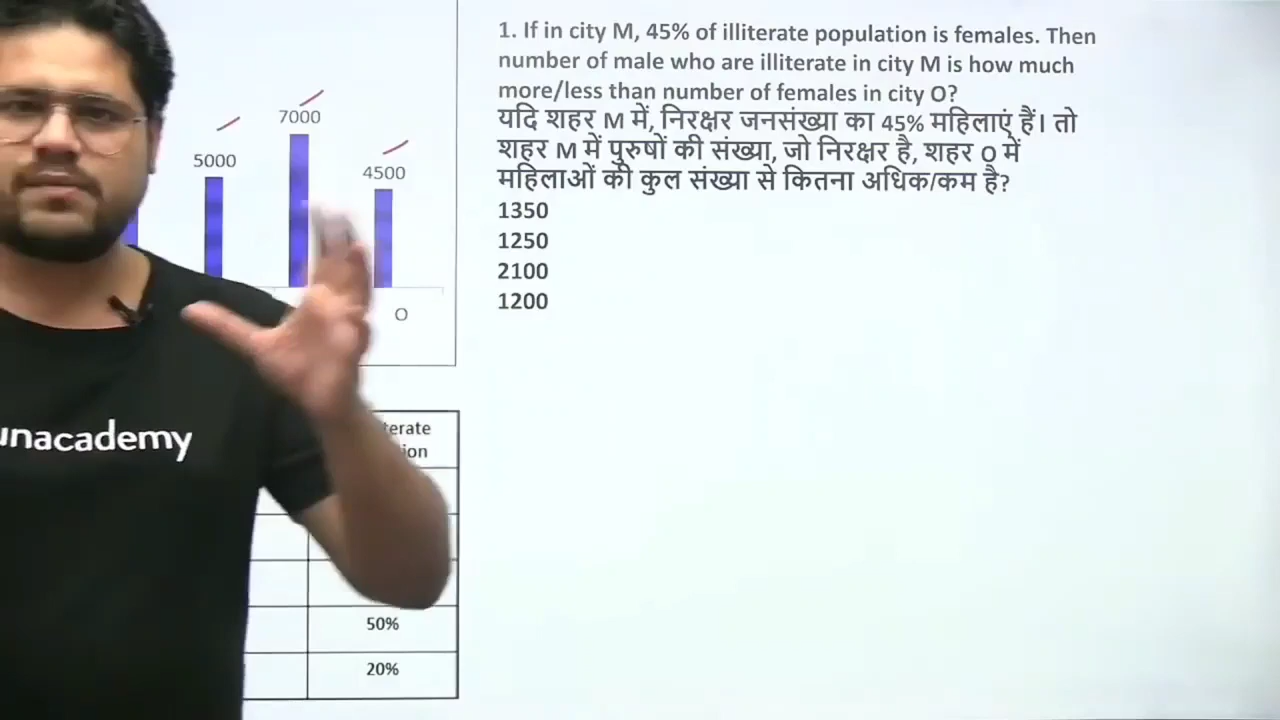 1. If in city M, 45% of illiterate population is females. Then
number of male who are illiterate in city M is how much
more/less than number of females in city O?
यदि शहर M में, निरक्षर जनसंख्या का 45% महिलाएं हैं। तो
शहर M में पुरुषों की संख्या, जो निरक्षर है, शहर O में
महिलाओं की कुल संख्या से कितना अधिक/कम है?
1350
1250
2100
1200
7000
5000
4500
O
unacademy
50%
20%